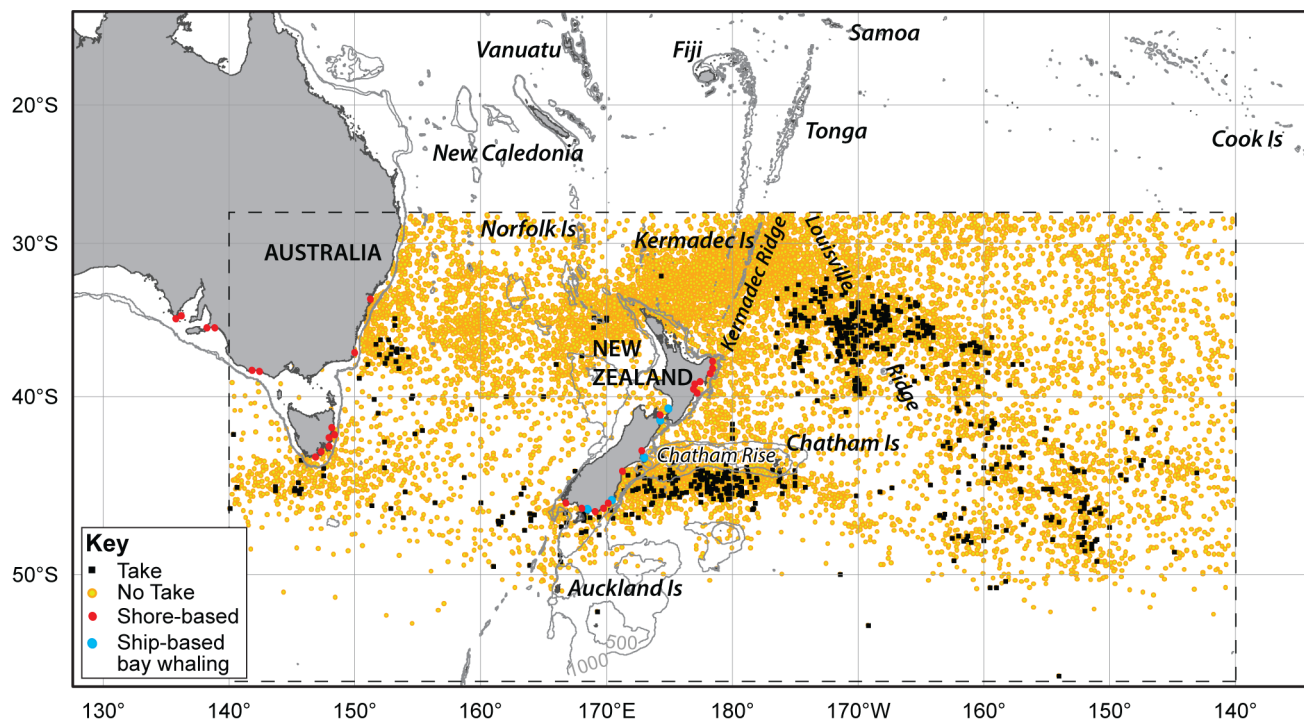 Vanuatu
Fiji
Samoa
20°S
Tonga
New Caledonia
Cook Is
Norfolk Is
Kermadec Is
Louisville
30°S
AUSTRALIA
Kermadec Ridge
NEW
ZEALAND
Ridge
40°S
Chatham Is
Chatham Rise
Key
Take
No Take
Shore-based
Ship-based
bay whaling
50°S
Auckland Is
500
000
130°
140°
150°
160°
170°E
180°
170°W
160°
150°
140°